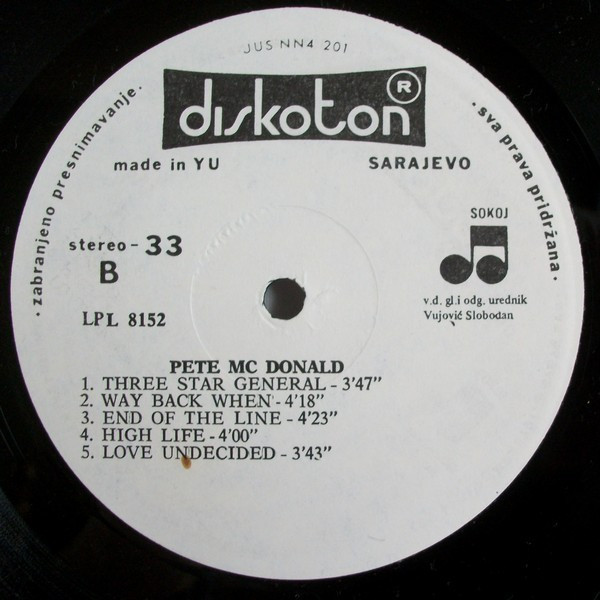 JUS NN4 201
diskoton ®
made in YU
SARAJEVO
· zabranjeno presnimavanje ·
· sva prava pridržana ·
stereo - 33
B
SOKOJ
LPL 8152
v.d. gl.i odg. urednik
Vujović Slobodan
PETE MC DONALD
1. THREE STAR GENERAL - 3'47"
2. WAY BACK WHEN - 4'18"
3. END OF THE LINE - 4'23"
4. HIGH LIFE - 4'00"
5. LOVE UNDECIDED - 3'43"